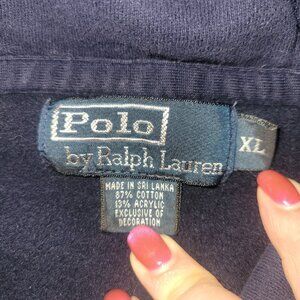 Polo
by Ralph Lauren
XL
MADE IN SRI LANKA
87% COTTON
13% ACRYLIC
EXCLUSIVE OF
DECORATION